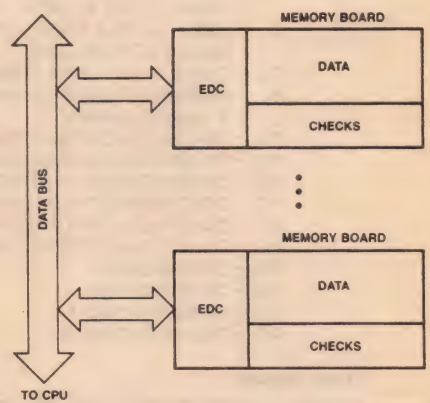 MEMORY BOARD
DATA
EDC
CHECKS
DATA BUS
MEMORY BOARD
DATA
EDC
CHECKS
TO CPU